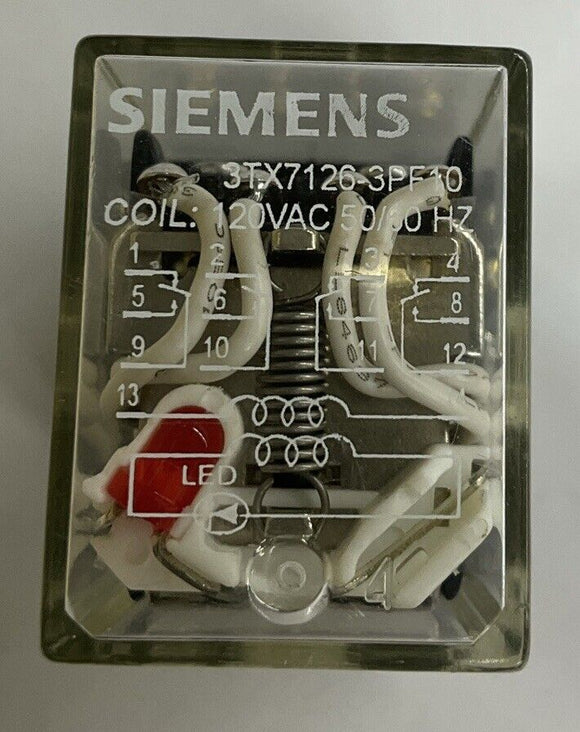 SIEMENS
3TX7126-3PF10
COIL: 120VAC 50/60 HZ
1 2 3 4
5 6 7 8
9 10 11 12
13
LED